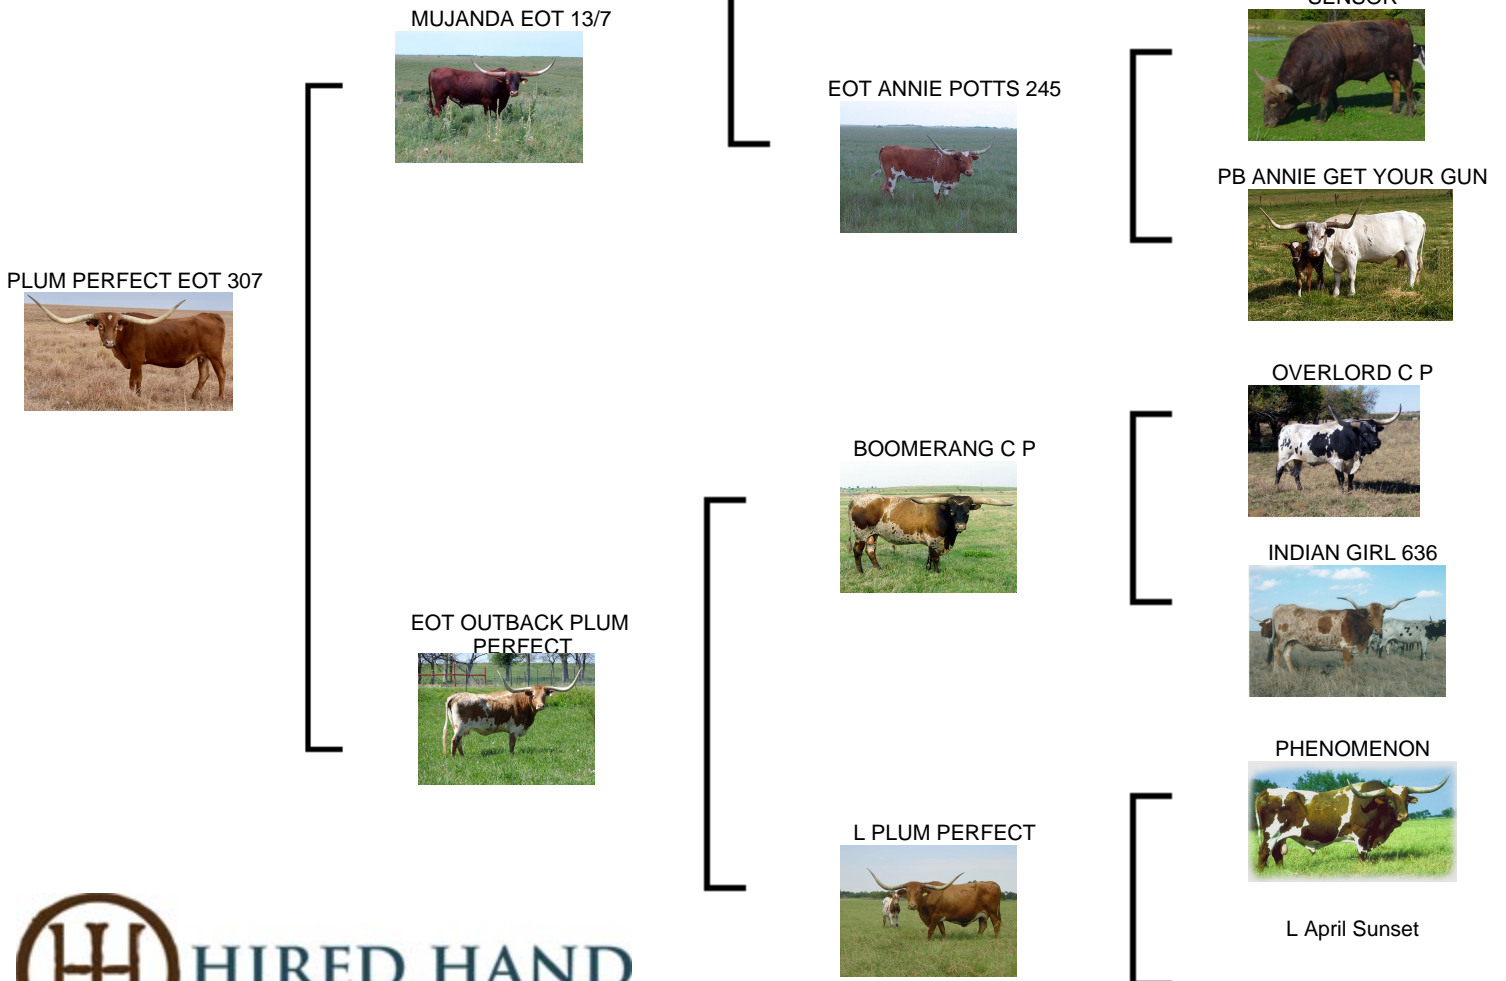 SENSOR
MUJANDA EOT 13/7
EOT ANNIE POTTS 245
PB ANNIE GET YOUR GUN
PLUM PERFECT EOT 307
OVERLORD C P
BOOMERANG C P
INDIAN GIRL 636
EOT OUTBACK PLUM
PERFECT
PHENOMENON
L PLUM PERFECT
L April Sunset
HIRED HAND